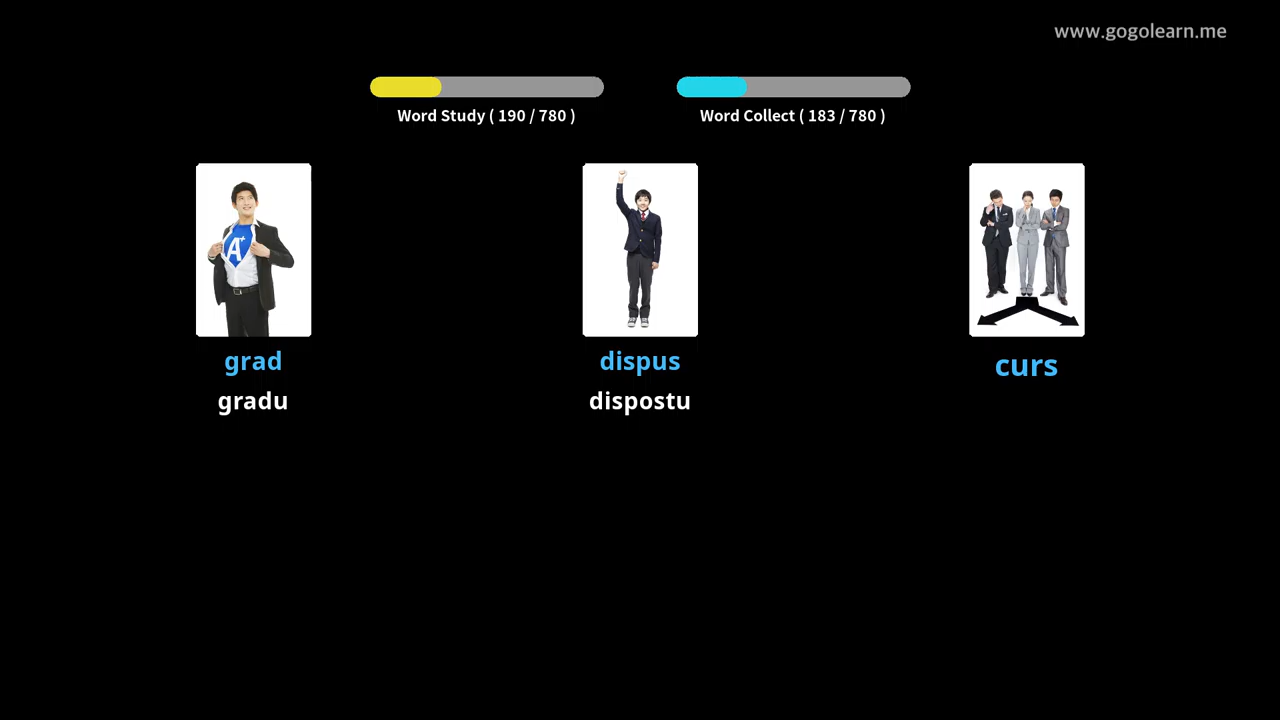 www.gogolearn.me
Word Study ( 190 / 780 )
Word Collect ( 183 / 780 )
A+
grad
dispus
curs
gradu
dispostu